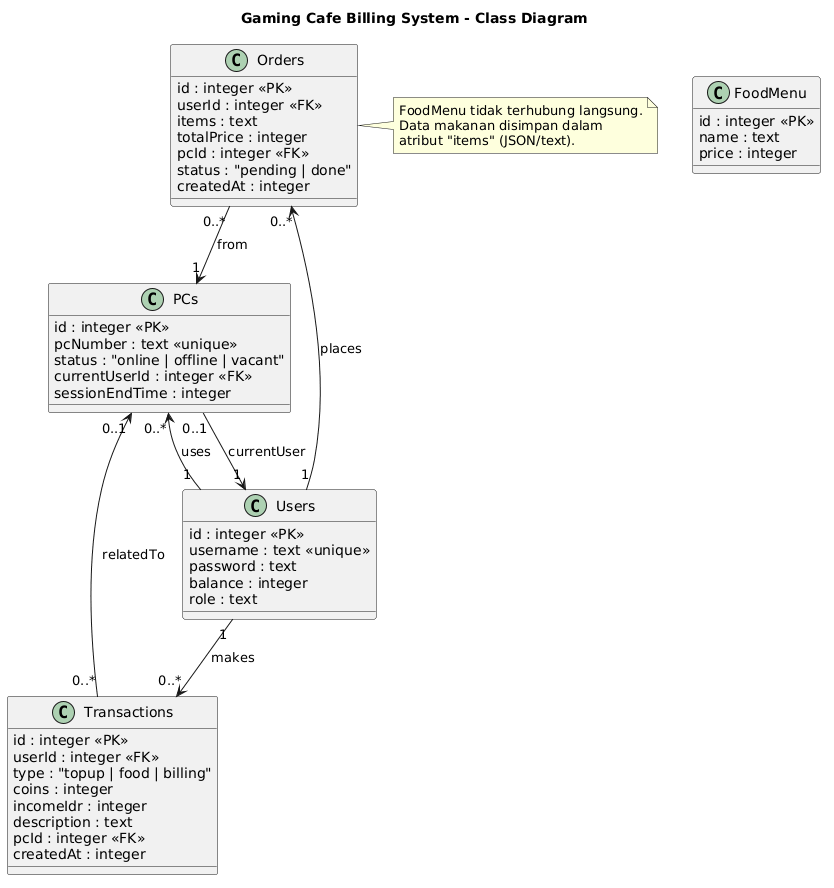 Gaming Cafe Billing System - Class Diagram
C Orders
id : integer «PK»
userId : integer «FK»
items : text
totalPrice : integer
pcId : integer «FK»
status : "pending | done"
createdAt : integer
FoodMenu tidak terhubung langsung.
Data makanan disimpan dalam
atribut "items" (JSON/text).
C FoodMenu
id : integer «PK»
name : text
price : integer
0..*
0..*
from
1
places
C PCs
id : integer «PK»
pcNumber : text «unique»
status : "online | offline | vacant"
currentUserId : integer «FK»
sessionEndTime : integer
0..1
0..*
0..1
uses
currentUser
1
1
1
C Users
id : integer «PK»
username : text «unique»
password : text
balance : integer
role : text
relatedTo
1
makes
0..*
0..*
C Transactions
id : integer «PK»
userId : integer «FK»
type : "topup | food | billing"
coins : integer
incomeIdr : integer
description : text
pcId : integer «FK»
createdAt : integer